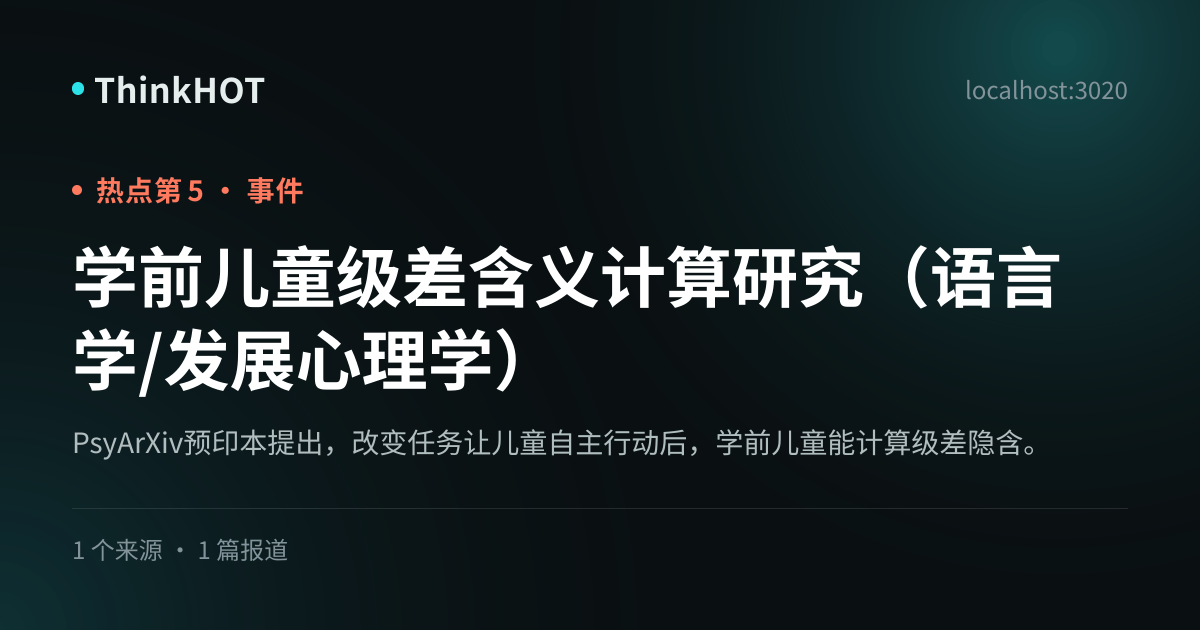 ThinkHOT
localhost:3020
热点第 5 · 事件
学前儿童级差含义计算研究（语言
学/发展心理学）
PsyArXiv预印本提出，改变任务让儿童自主行动后，学前儿童能计算级差隐含。
1 个来源 · 1 篇报道